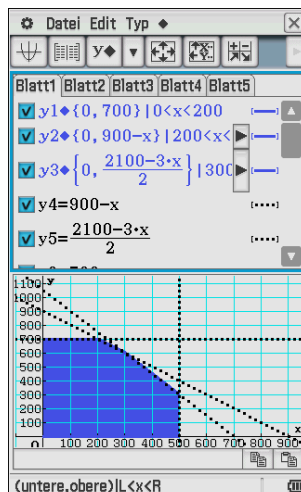 Datei Edit Typ
Blatt1 Blatt2 Blatt3 Blatt4 Blatt5
y1◆{0,700}|0<x<200
y2◆{0,900-x}|200<x<
y3◆{0, (2100-3·x)/2}|300
y4=900-x
y5=(2100-3·x)/2
1100 y
1000
900
800
700
600
500
400
300
200
100
x
0 100 200 300 400 500 600 700 800 900
(untere,obere)|L<x<R